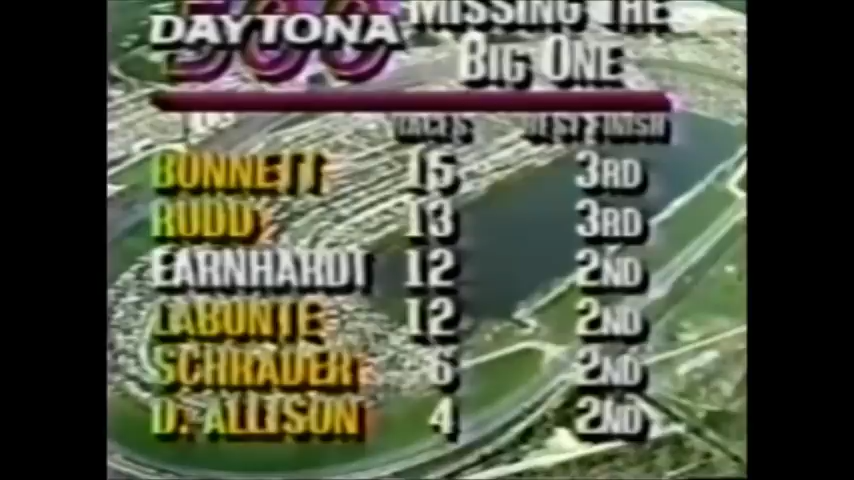 DAYTONA 500 MISSING THE
BIG ONE
RACES BEST FINISH
BONNETT 15 3RD
RUDD 13 3RD
EARNHARDT 12 2ND
LABONTE 12 2ND
SCHRADER 6 2ND
D. ALLISON 4 2ND